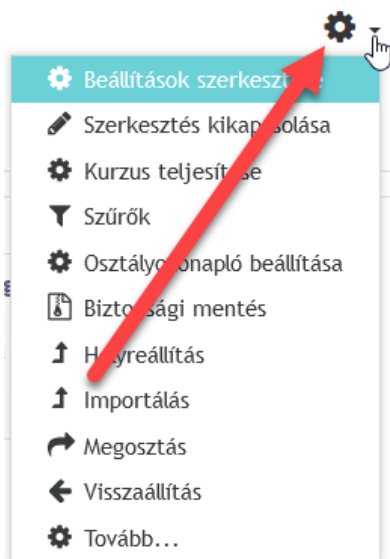 Beállítások szerkesztése
Szerkesztés kikapcsolása
Kurzus teljesítése
Szűrők
Osztályozónapló beállítása
Biztonsági mentés
Helyreállítás
Importálás
Megosztás
Visszaállítás
Tovább...